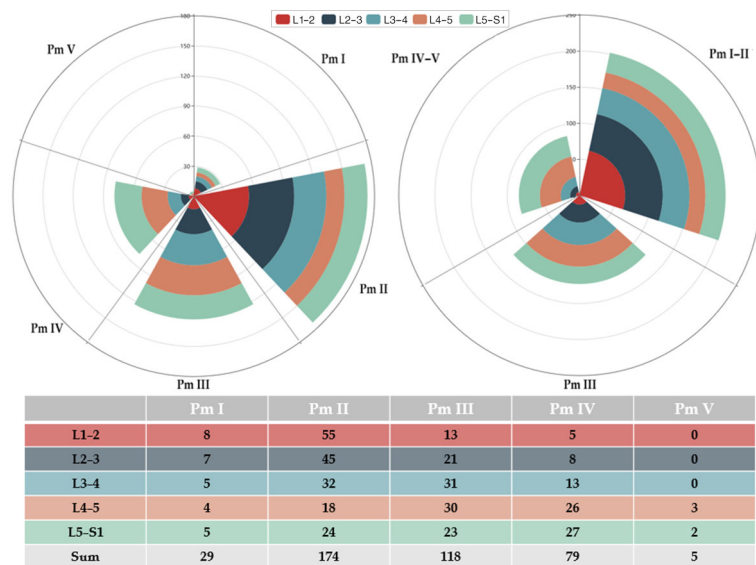 L1–2 L2–3 L3–4 L4–5 L5–S1
180
150
120
90
60
30
Pm V
Pm I
Pm II
Pm IV
Pm III
250
200
150
100
Pm IV–V
Pm I–II
Pm III
Pm I Pm II Pm III Pm IV Pm V
L1–2 8 55 13 5 0
L2–3 7 45 21 8 0
L3–4 5 32 31 13 0
L4–5 4 18 30 26 3
L5–S1 5 24 23 27 2
Sum 29 174 118 79 5